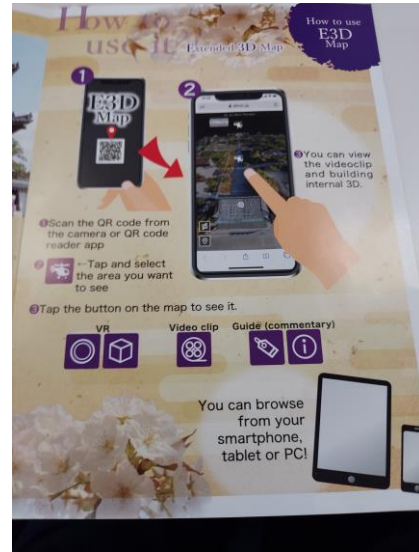 How to
use it?
Extended 3D Map
How to use
E3D
Map
1
E3D
Map
2
❸You can view
the videoclip
and building
internal 3D.
❶Scan the QR code from
the camera or QR code
reader app
❷ ←Tap and select
the area you want
to see
❸Tap the button on the map to see it.
VR
Video clip
Guide (commentary)
You can browse
from your
smartphone,
tablet or PC!